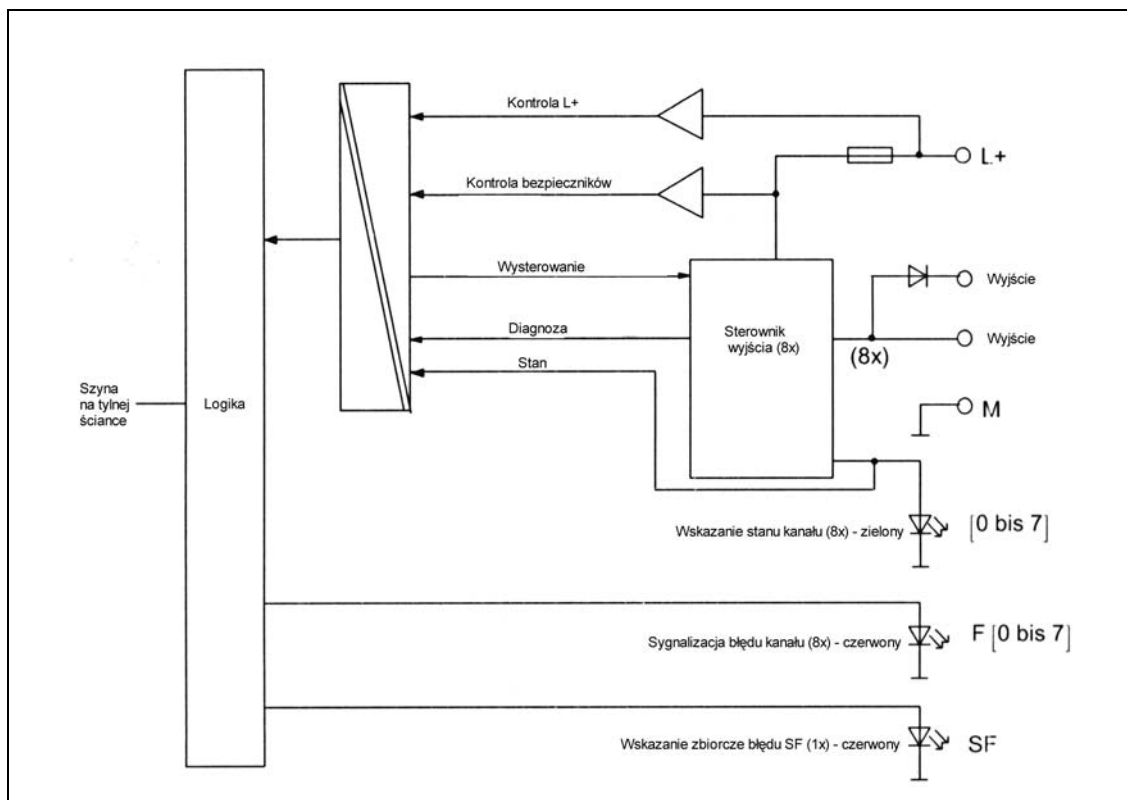 Kontrola L+
L+
Kontrola bezpieczników
Wysterowanie
Wyjście
Diagnoza
Sterownik
wyjścia (8x)
Wyjście
(8x)
Stan
Szyna
na tylnej
ściance
Logika
M
Wskazanie stanu kanału (8x) - zielony
[0 bis 7]
Sygnalizacja błędu kanału (8x) - czerwony
F [0 bis 7]
Wskazanie zbiorcze błędu SF (1x) - czerwony
SF